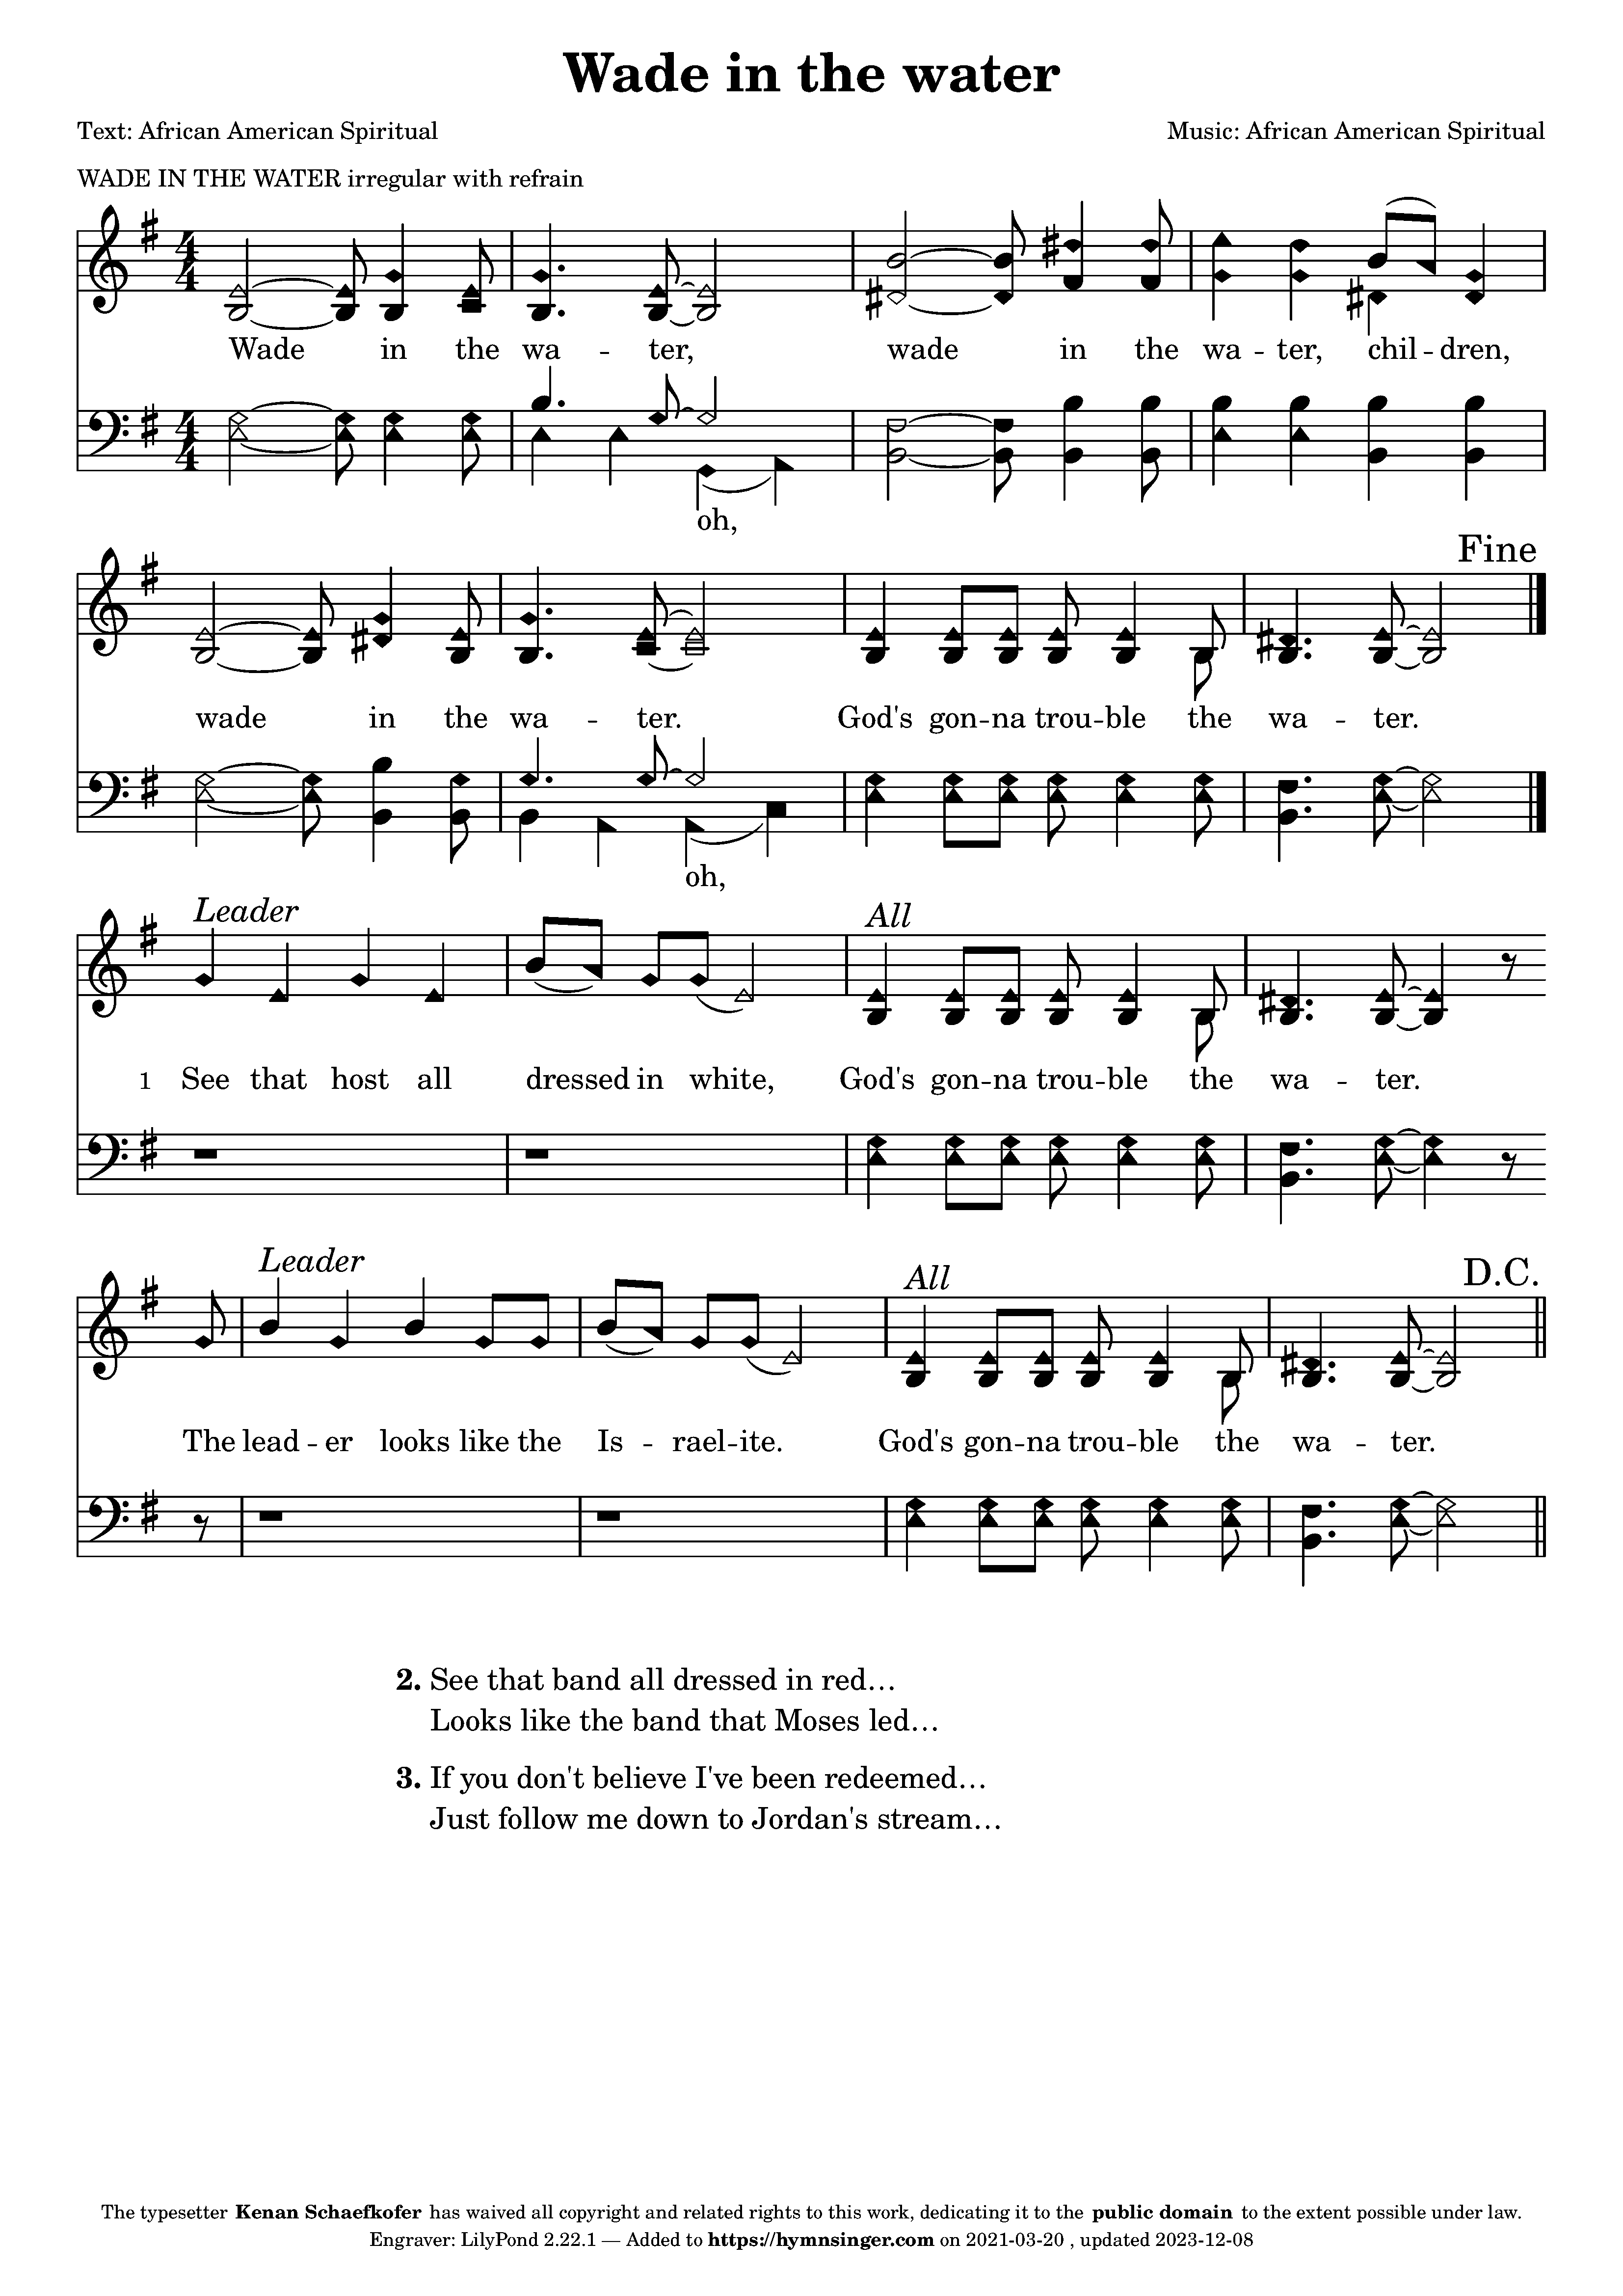 Wade in the water
Text: African American Spiritual
Music: African American Spiritual
WADE IN THE WATER irregular with refrain
Wade in the wa -- ter, wade in the wa -- ter, chil -- dren,
oh,
Fine
wade in the wa -- ter. God's gon -- na trou -- ble the wa -- ter.
oh,
Leader
All
1 See that host all dressed in white, God's gon -- na trou -- ble the wa -- ter.
Leader
All
D.C.
The lead -- er looks like the Is -- rael -- ite. God's gon -- na trou -- ble the wa -- ter.
2. See that band all dressed in red…
Looks like the band that Moses led…
3. If you don't believe I've been redeemed…
Just follow me down to Jordan's stream…
The typesetter Kenan Schaefkofer has waived all copyright and related rights to this work, dedicating it to the public domain to the extent possible under law.
Engraver: LilyPond 2.22.1 — Added to https://hymnsinger.com on 2021-03-20 , updated 2023-12-08